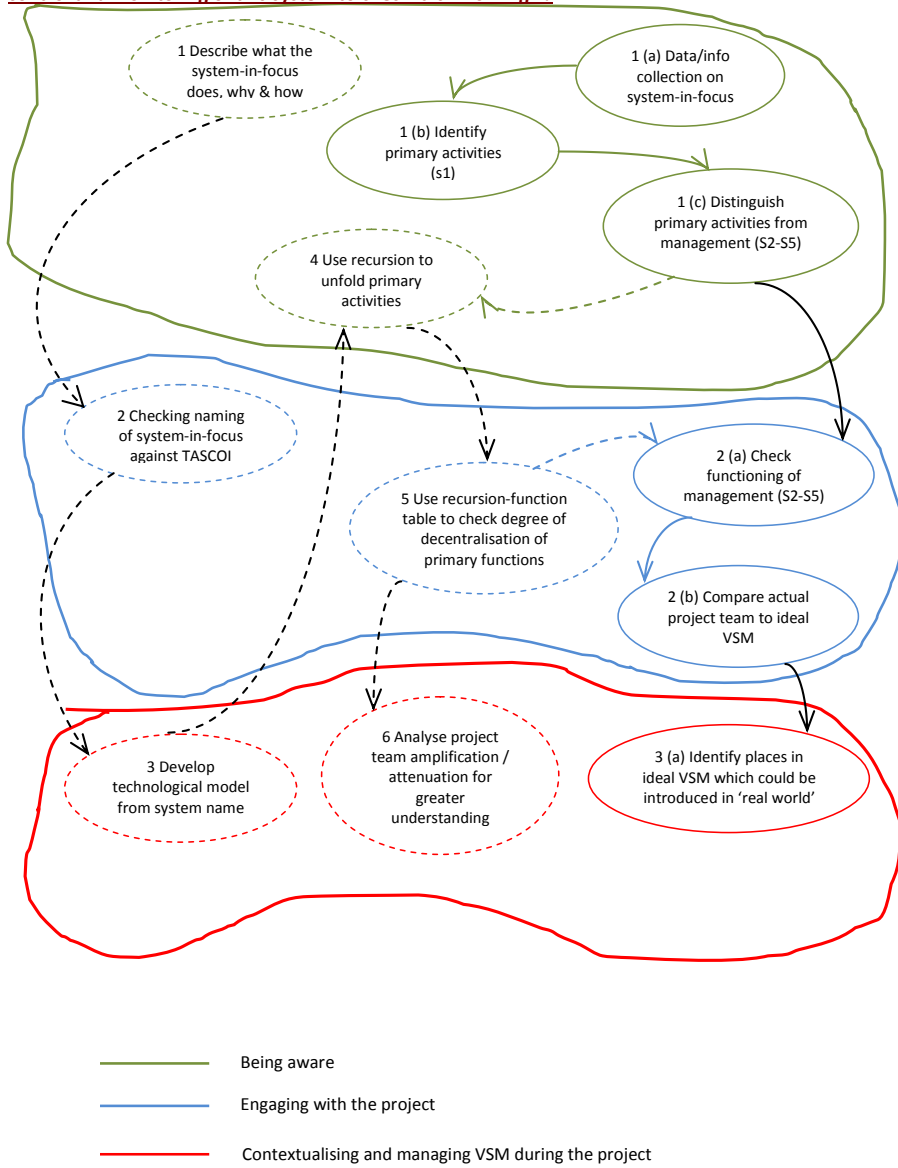 1 Describe what the
system-in-focus
does, why & how
1 (a) Data/info
collection on
system-in-focus
1 (b) Identify
primary activities
(s1)
1 (c) Distinguish
primary activities from
management (S2-S5)
4 Use recursion to
unfold primary
activities
2 Checking naming
of system-in-focus
against TASCOI
2 (a) Check
functioning of
management (S2-S5)
5 Use recursion-function
table to check degree of
decentralisation of
primary functions
2 (b) Compare actual
project team to ideal
VSM
3 Develop
technological model
from system name
6 Analyse project
team amplification /
attenuation for
greater
understanding
3 (a) Identify places in
ideal VSM which could be
introduced in ‘real
world’
Being aware
Engaging with the project
Contextualising and managing VSM during the project